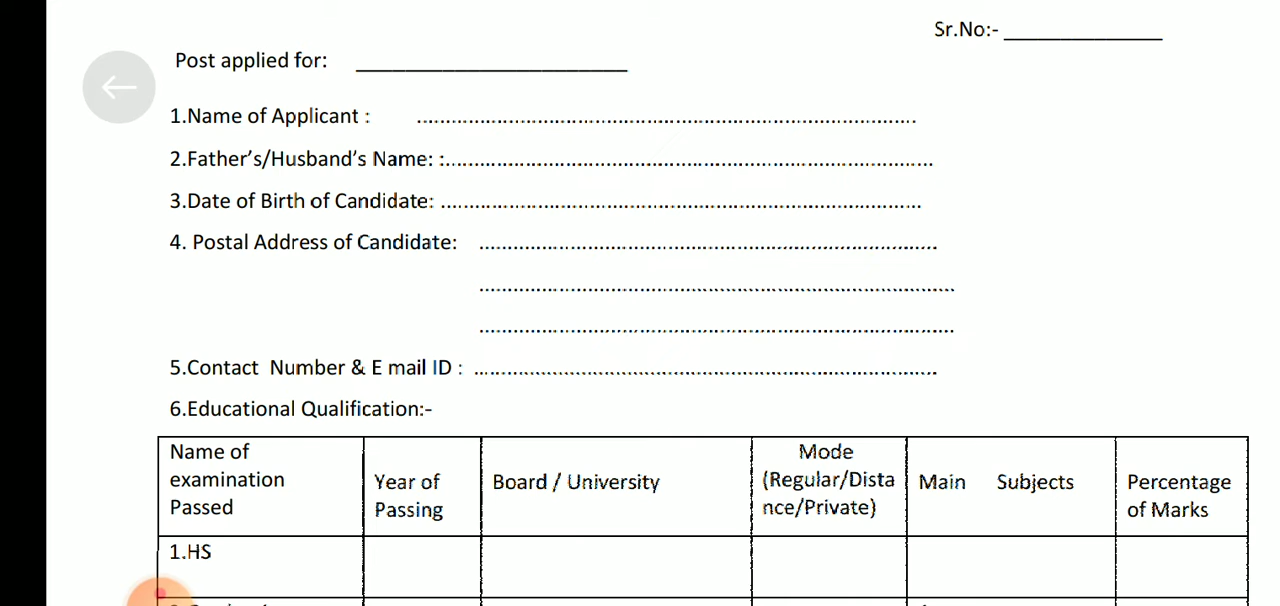 Sr.No:- ______________
Post applied for: ________________________
1.Name of Applicant : ......................................................................................
2.Father's/Husband's Name: :....................................................................................
3.Date of Birth of Candidate: ...................................................................................
4. Postal Address of Candidate: ...............................................................................
..................................................................................
..................................................................................
5.Contact Number & E mail ID : ................................................................................
6.Educational Qualification:-
Name of examination Passed
Year of Passing
Board / University
Mode (Regular/Distance/Private)
Main Subjects
Percentage of Marks
1.HS